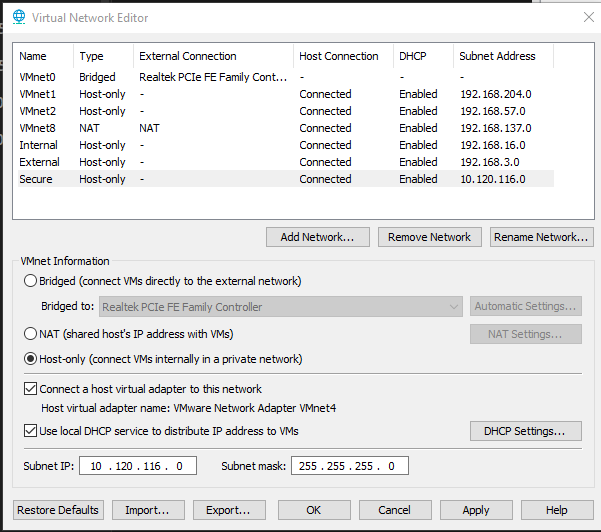 Virtual Network Editor
Name Type External Connection Host Connection DHCP Subnet Address
VMnet0 Bridged Realtek PCIe FE Family Cont... - - -
VMnet1 Host-only - Connected Enabled 192.168.204.0
VMnet2 Host-only - Connected Enabled 192.168.57.0
VMnet8 NAT NAT Connected Enabled 192.168.137.0
Internal Host-only - Connected Enabled 192.168.16.0
External Host-only - Connected Enabled 192.168.3.0
Secure Host-only - Connected Enabled 10.120.116.0
Add Network... Remove Network Rename Network...
VMnet Information
Bridged (connect VMs directly to the external network)
Bridged to: Realtek PCIe FE Family Controller Automatic Settings...
NAT (shared host's IP address with VMs) NAT Settings...
Host-only (connect VMs internally in a private network)
Connect a host virtual adapter to this network
Host virtual adapter name: VMware Network Adapter VMnet4
Use local DHCP service to distribute IP address to VMs DHCP Settings...
Subnet IP: 10 . 120 . 116 . 0 Subnet mask: 255 . 255 . 255 . 0
Restore Defaults Import... Export... OK Cancel Apply Help